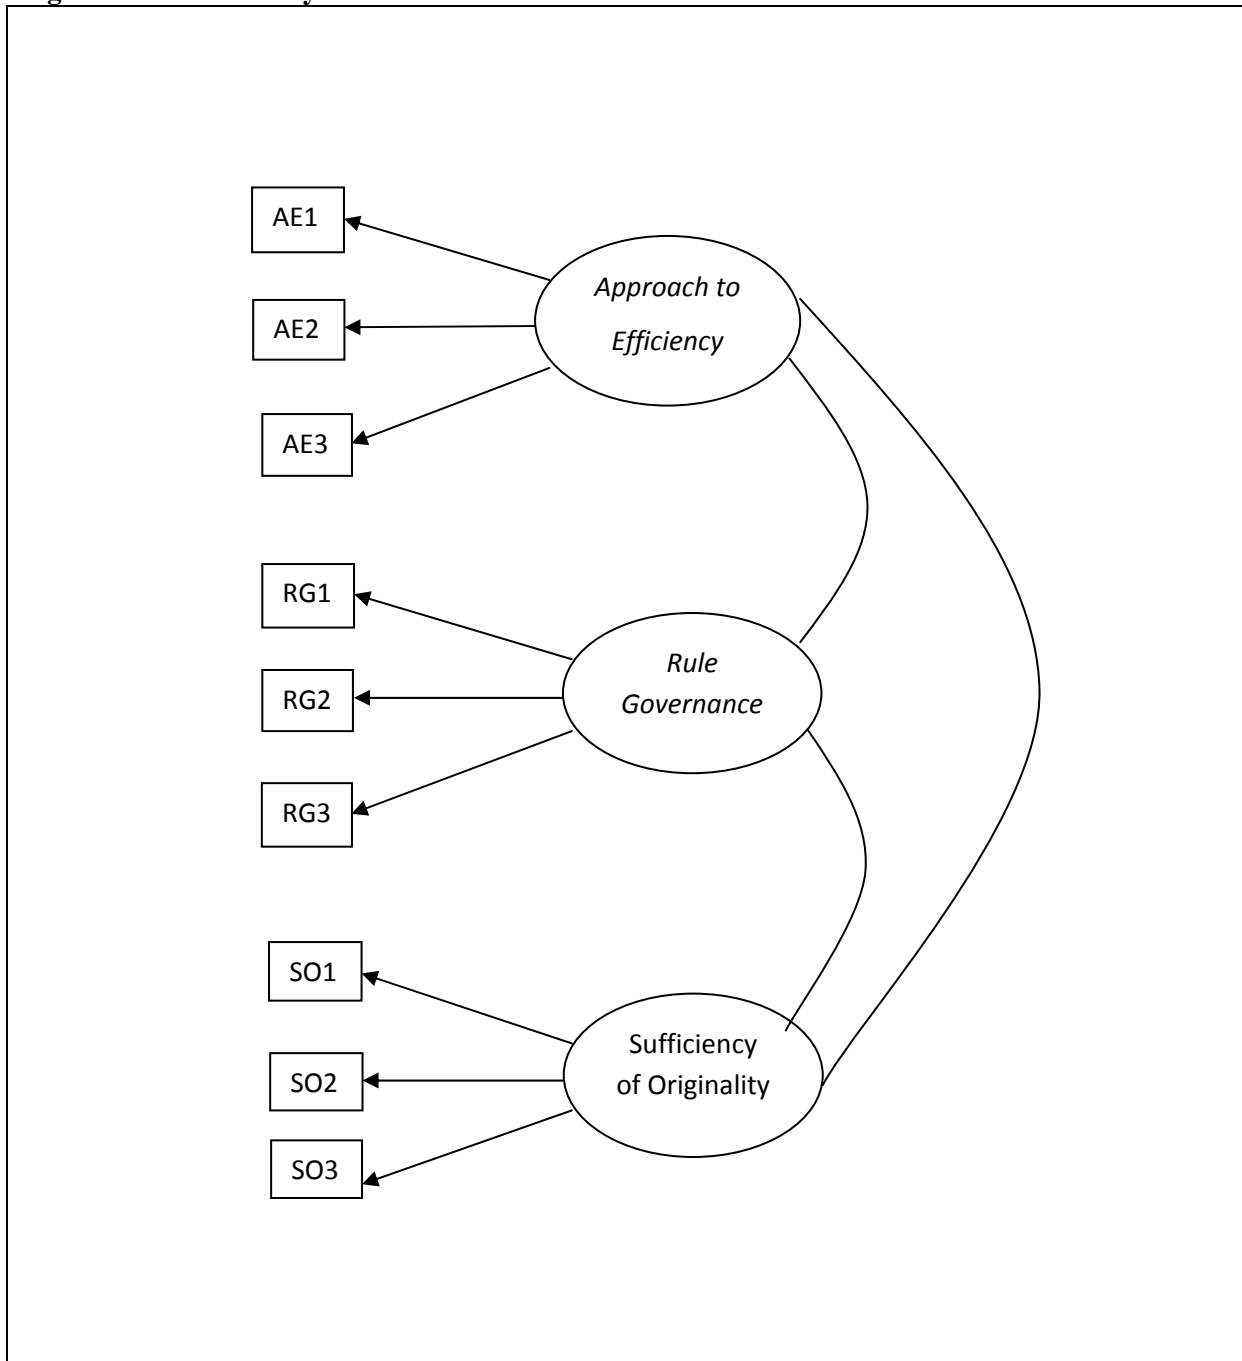 AE1
AE2
AE3
Approach to
Efficiency
RG1
RG2
RG3
Rule
Governance
SO1
SO2
SO3
Sufficiency
of Originality